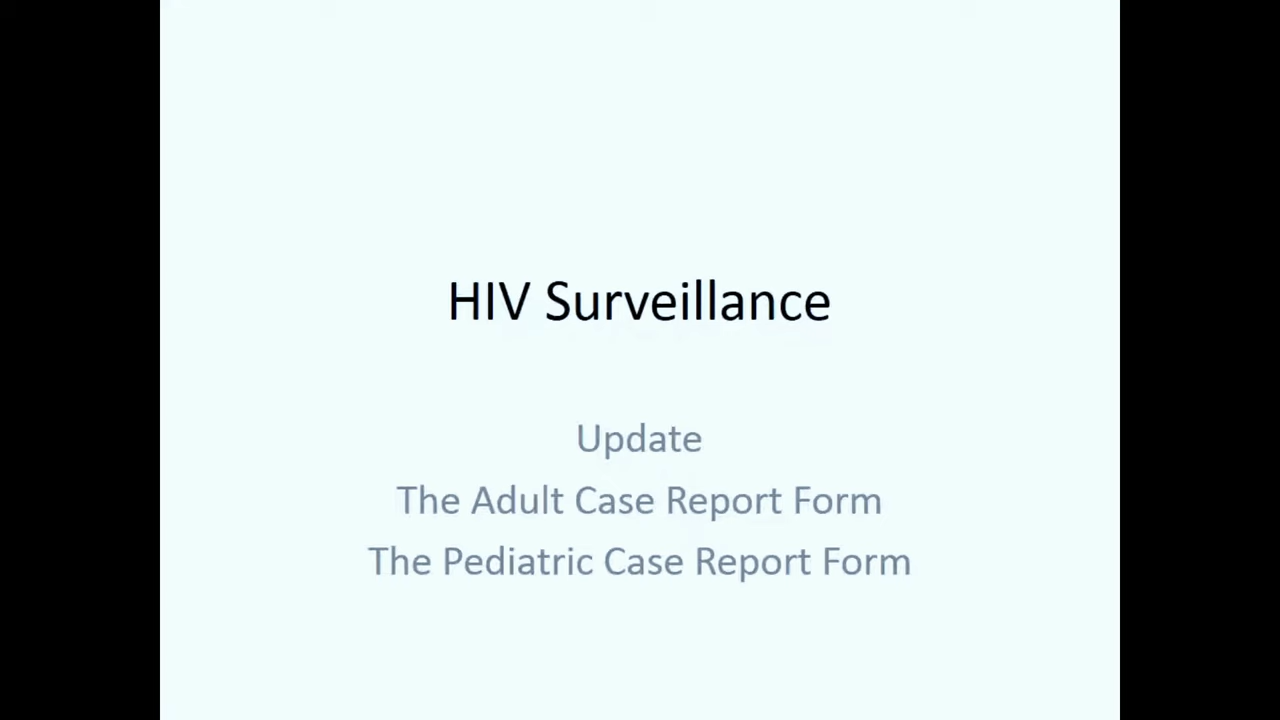 HIV Surveillance
Update
The Adult Case Report Form
The Pediatric Case Report Form